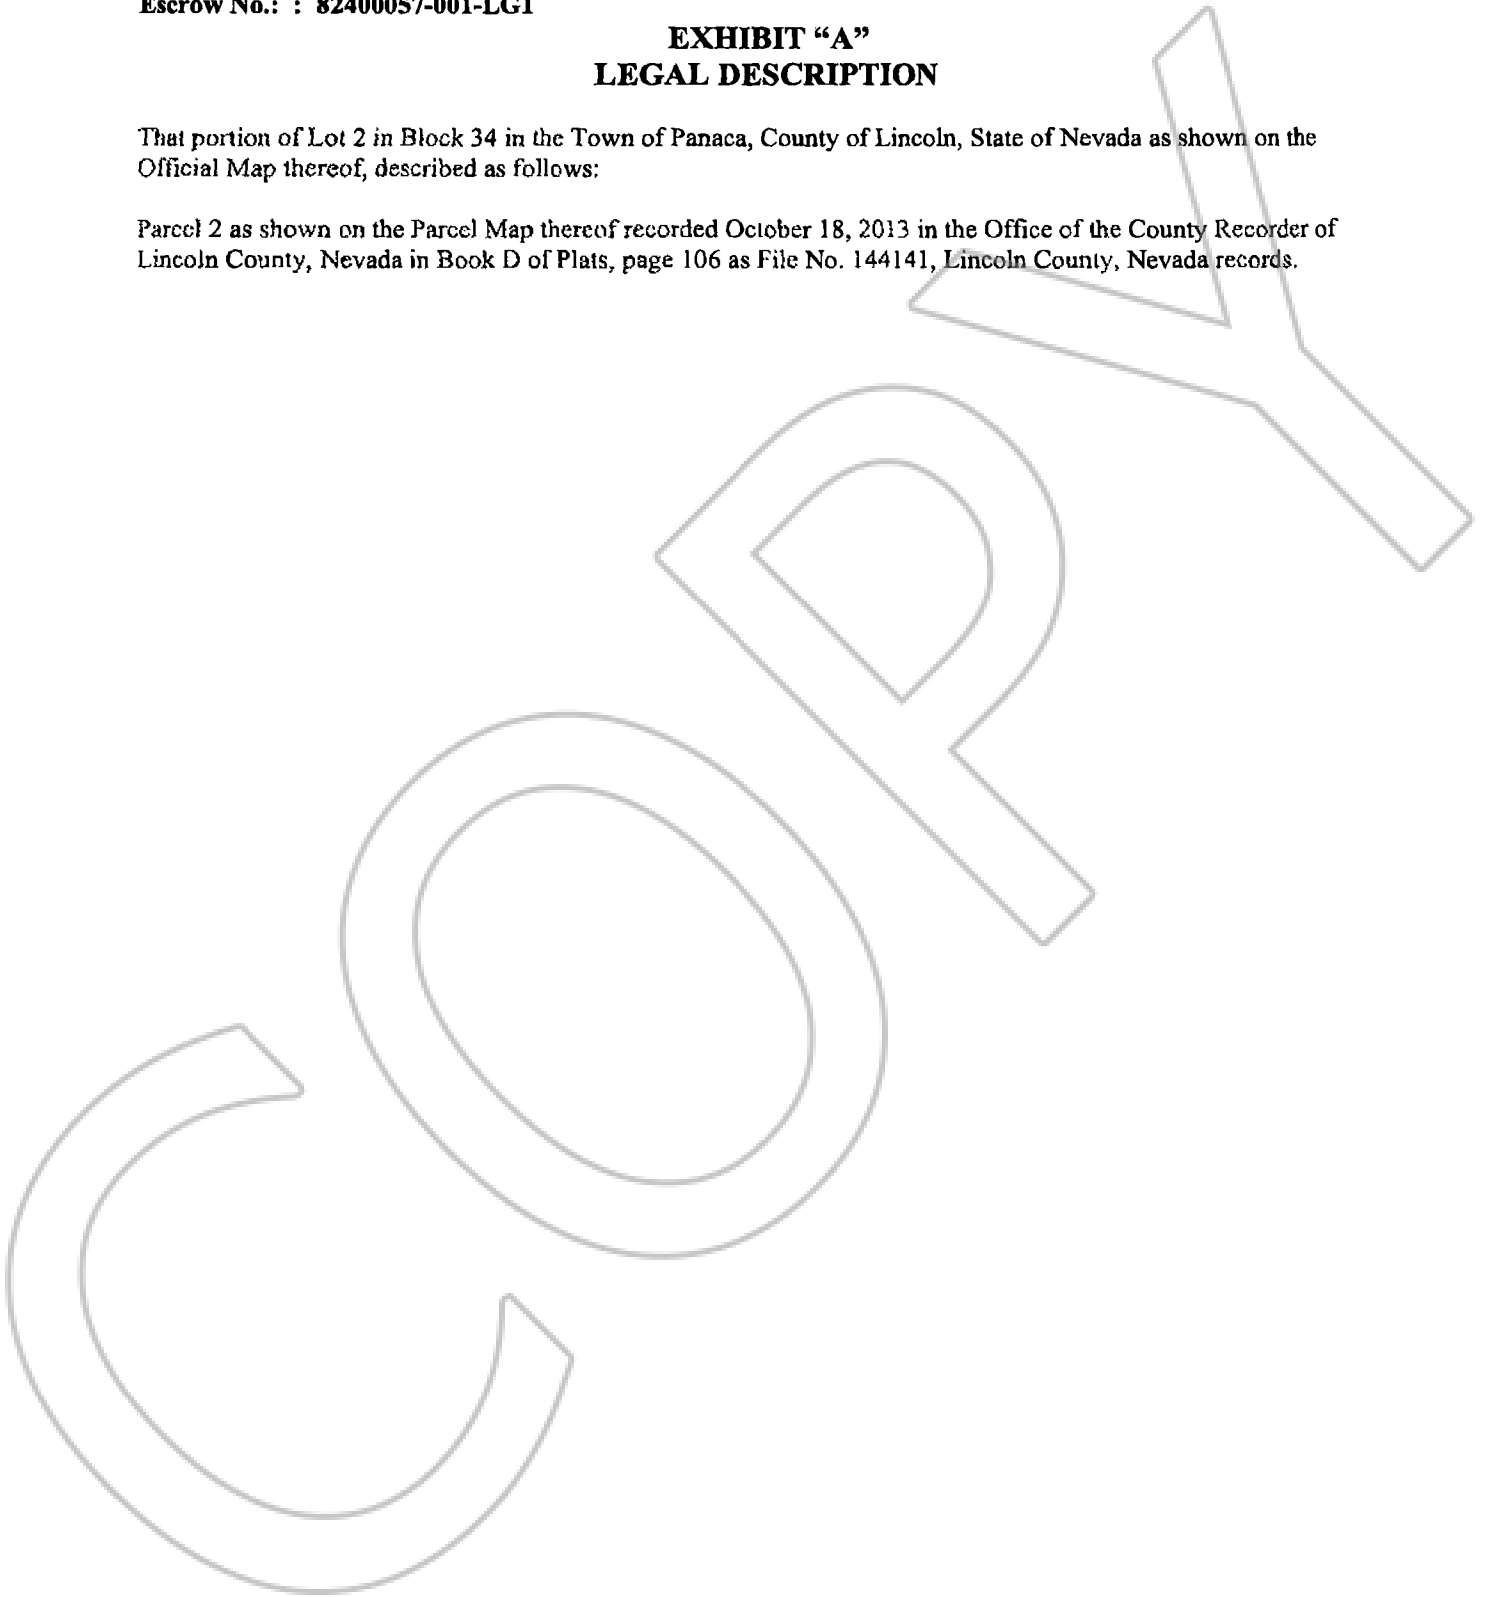 Escrow No.: : 82400057-001-LG1
EXHIBIT “A”
LEGAL DESCRIPTION
That portion of Lot 2 in Block 34 in the Town of Panaca, County of Lincoln, State of Nevada as shown on the
Official Map thereof, described as follows:
Parcel 2 as shown on the Parcel Map thereof recorded October 18, 2013 in the Office of the County Recorder of
Lincoln County, Nevada in Book D of Plats, page 106 as File No. 144141, Lincoln County, Nevada records.
COPY